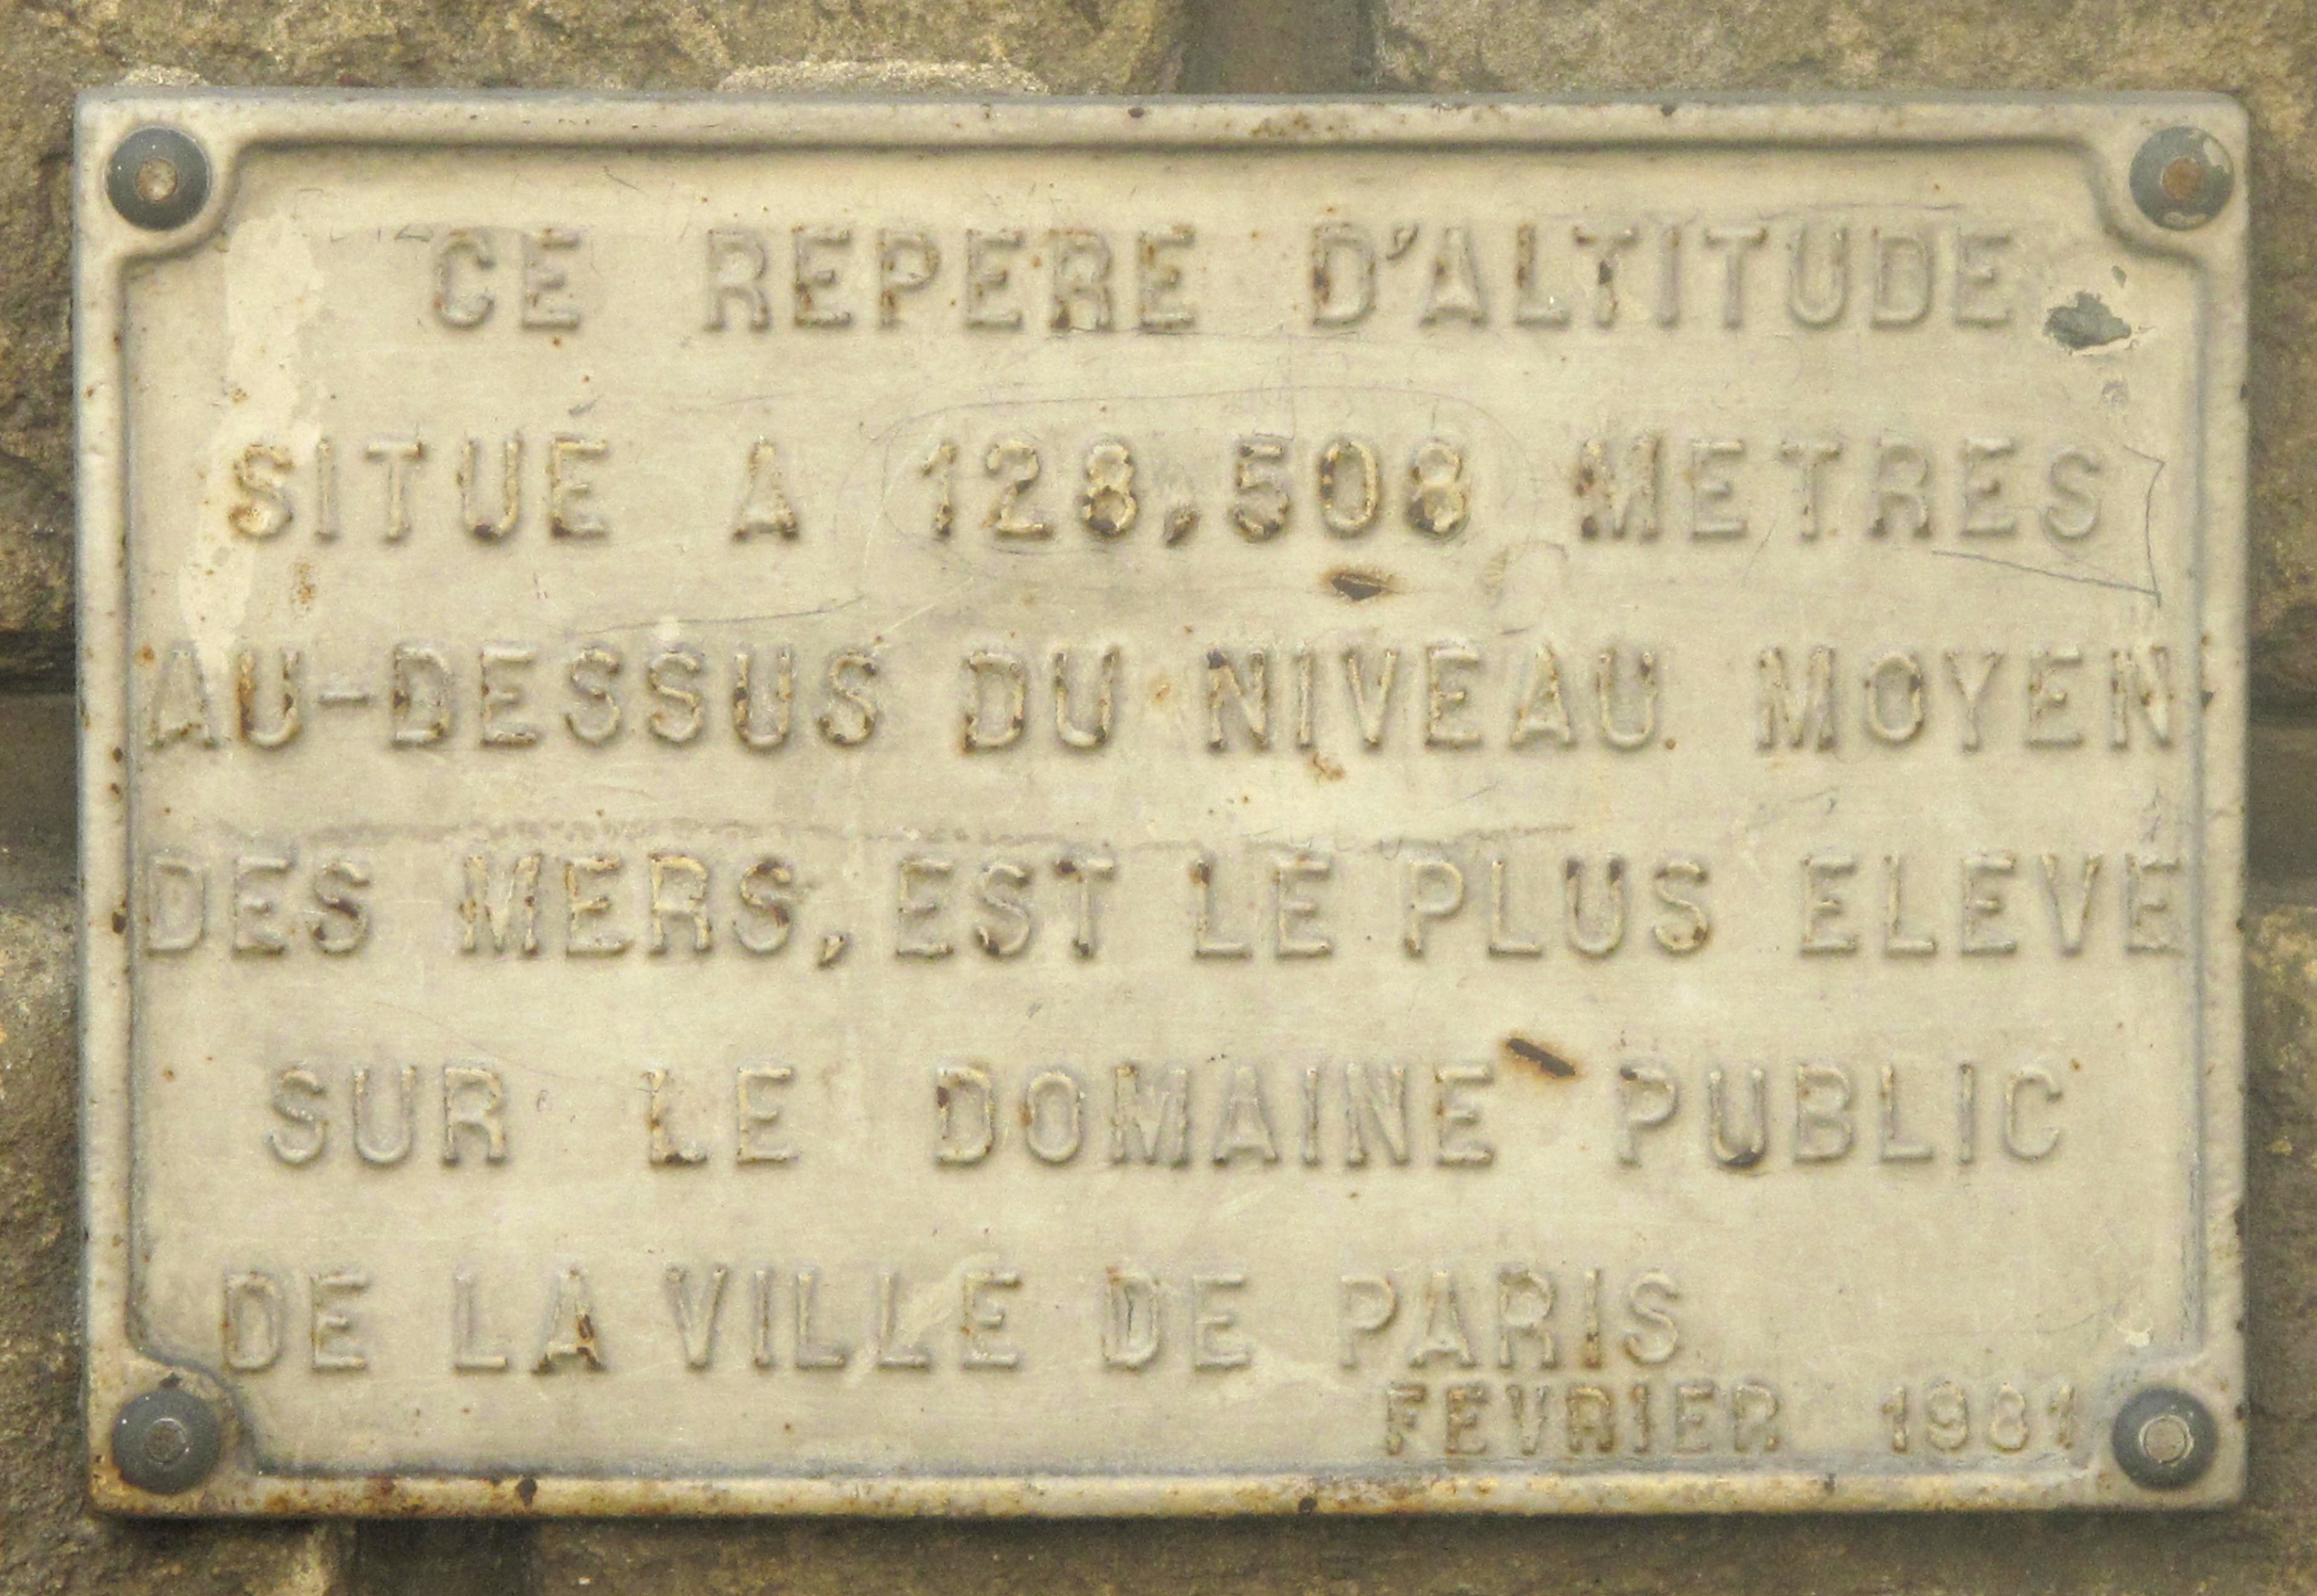 CE REPERE D'ALTITUDE
SITUÉ A 128,508 METRES
AU-DESSUS DU NIVEAU MOYEN
DES MERS, EST LE PLUS ELEVE
SUR LE DOMAINE PUBLIC
DE LA VILLE DE PARIS
FEVRIER 1981